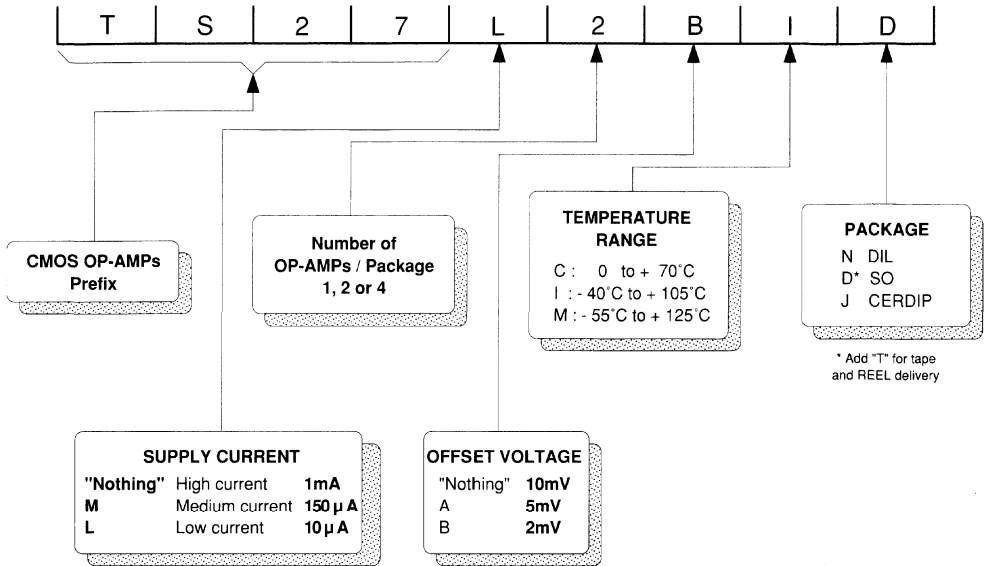 T S 2 7 L 2 B I D
CMOS OP-AMPs
Prefix
Number of
OP-AMPs / Package
1, 2 or 4
TEMPERATURE
RANGE
C : 0 to + 70°C
I : - 40°C to + 105°C
M : - 55°C to + 125°C
PACKAGE
N DIL
D* SO
J CERDIP
* Add "T" for tape
and REEL delivery
SUPPLY CURRENT
"Nothing" High current 1mA
M Medium current 150 µ A
L Low current 10 µ A
OFFSET VOLTAGE
"Nothing" 10mV
A 5mV
B 2mV